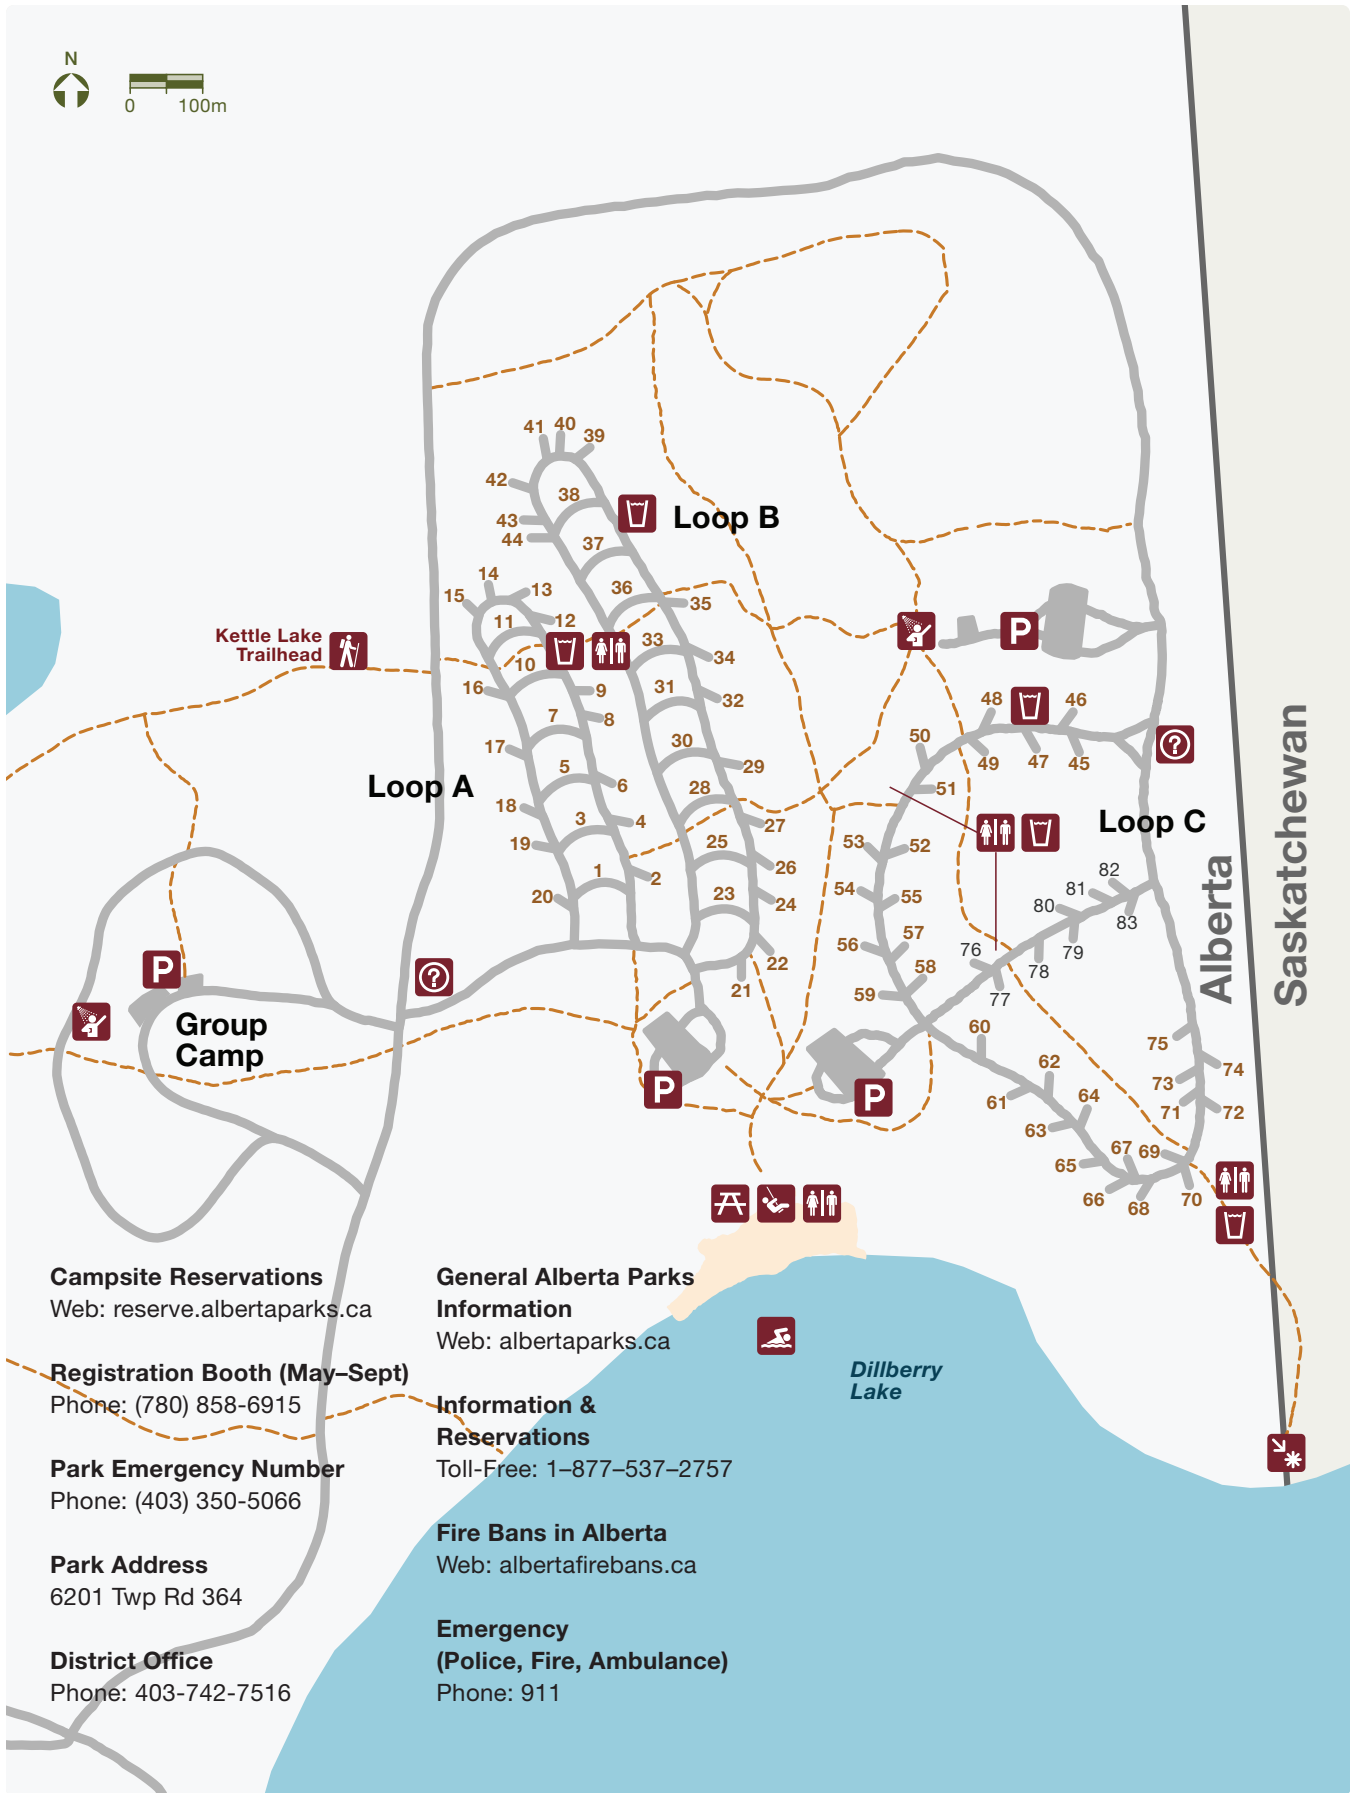 N
0 100m
41 40 39
42
38
43
44
37
Loop B
14
13
15
36
35
11
12
Kettle Lake
Trailhead
33
34
10
P
16
9
31
32
48
46
7
8
17
50
30
49
47
45
5
6
29
Loop A
28
51
18
3
4
27
19
25
53
52
Loop C
1
2
26
20
23
24
54
55
82
81
80
83
22
21
56
57
76
79
78
77
58
59
P
Group
Camp
60
75
62
74
73
61
64
71
72
P
P
63
67
69
65
66
68
70
Alberta
Saskatchewan
?
?
Dillberry
Lake
Campsite Reservations
Web: reserve.albertaparks.ca
Registration Booth (May–Sept)
Phone: (780) 858-6915
Park Emergency Number
Phone: (403) 350-5066
Park Address
6201 Twp Rd 364
District Office
Phone: 403-742-7516
General Alberta Parks
Information
Web: albertaparks.ca
Information &
Reservations
Toll-Free: 1–877–537–2757
Fire Bans in Alberta
Web: albertafirebans.ca
Emergency
(Police, Fire, Ambulance)
Phone: 911